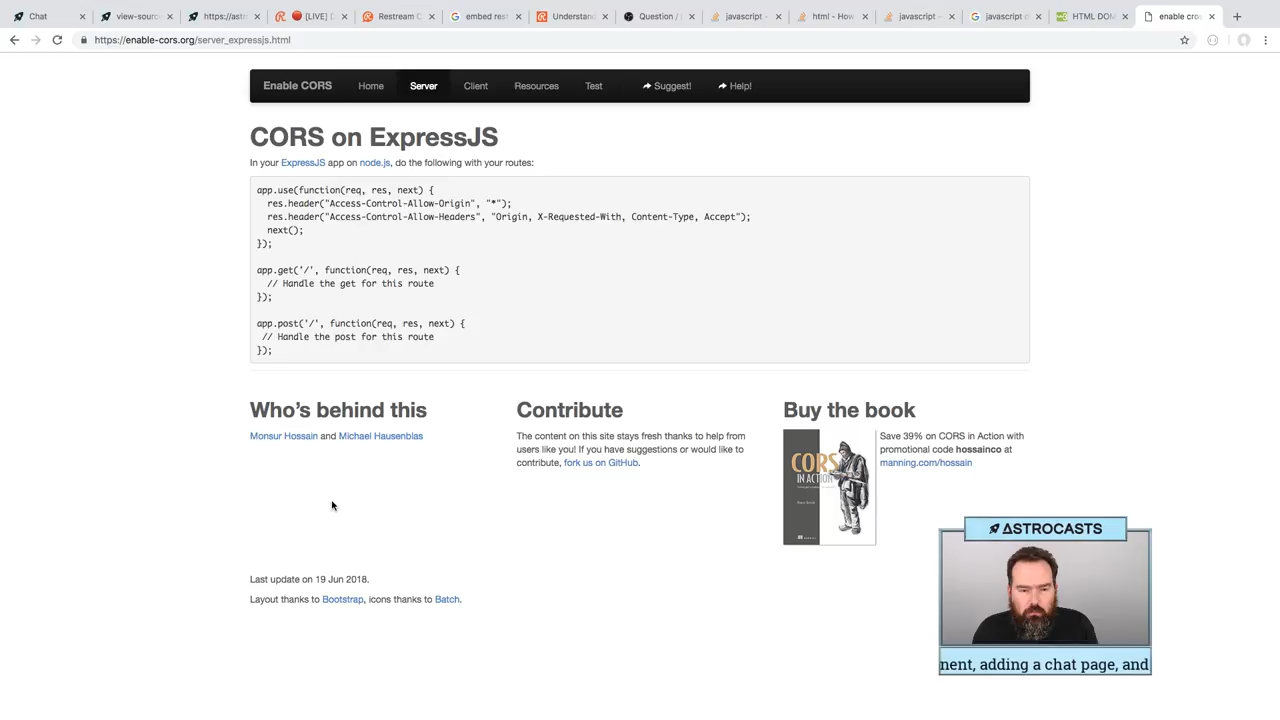 Chat
view-sourc
https://astr
[LIVE] [
Restream C
embed rest
Understand
Question /
javascript -
html - How
javascript –
javascript d
HTML DOM
enable cro
https://enable-cors.org/server_expressjs.html
Enable CORS Home Server Client Resources Test Suggest! Help!
CORS on ExpressJS
In your ExpressJS app on node.js, do the following with your routes:
app.use(function(req, res, next) {
res.header("Access-Control-Allow-Origin", "*");
res.header("Access-Control-Allow-Headers", "Origin, X-Requested-With, Content-Type, Accept");
next();
});
app.get('/', function(req, res, next) {
// Handle the get for this route
});
app.post('/', function(req, res, next) {
// Handle the post for this route
});
Who's behind this
Monsur Hossain and Michael Hausenblas
Contribute
The content on this site stays fresh thanks to help from
users like you! If you have suggestions or would like to
contribute, fork us on GitHub.
Buy the book
CORS
IN ACTION
Save 39% on CORS in Action with
promotional code hossainco at
manning.com/hossain
Last update on 19 Jun 2018.
Layout thanks to Bootstrap, icons thanks to Batch.
ASTROCASTS
nent, adding a chat page, and